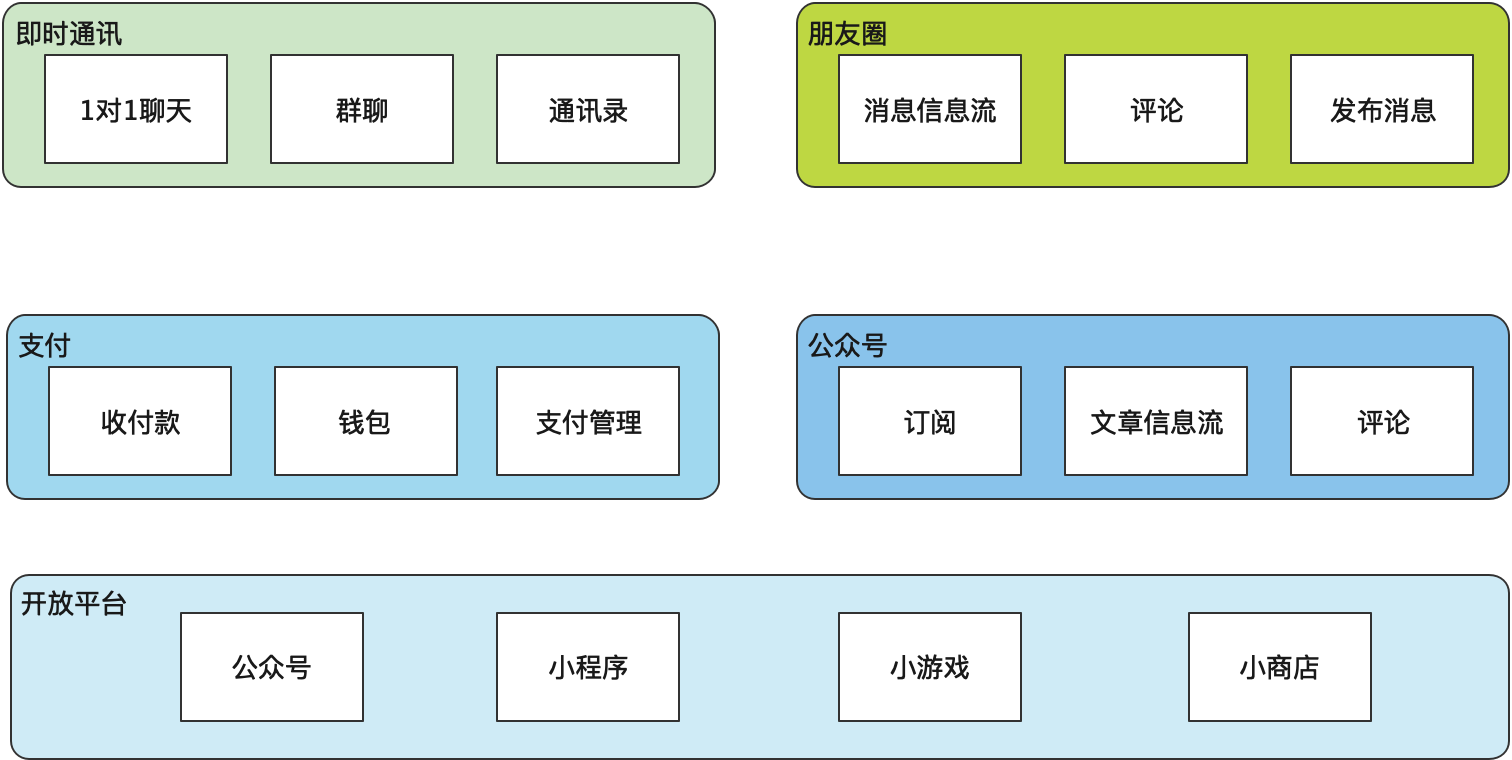 即时通讯
1对1聊天
群聊
通讯录
朋友圈
消息信息流
评论
发布消息
支付
收付款
钱包
支付管理
公众号
订阅
文章信息流
评论
开放平台
公众号
小程序
小游戏
小商店